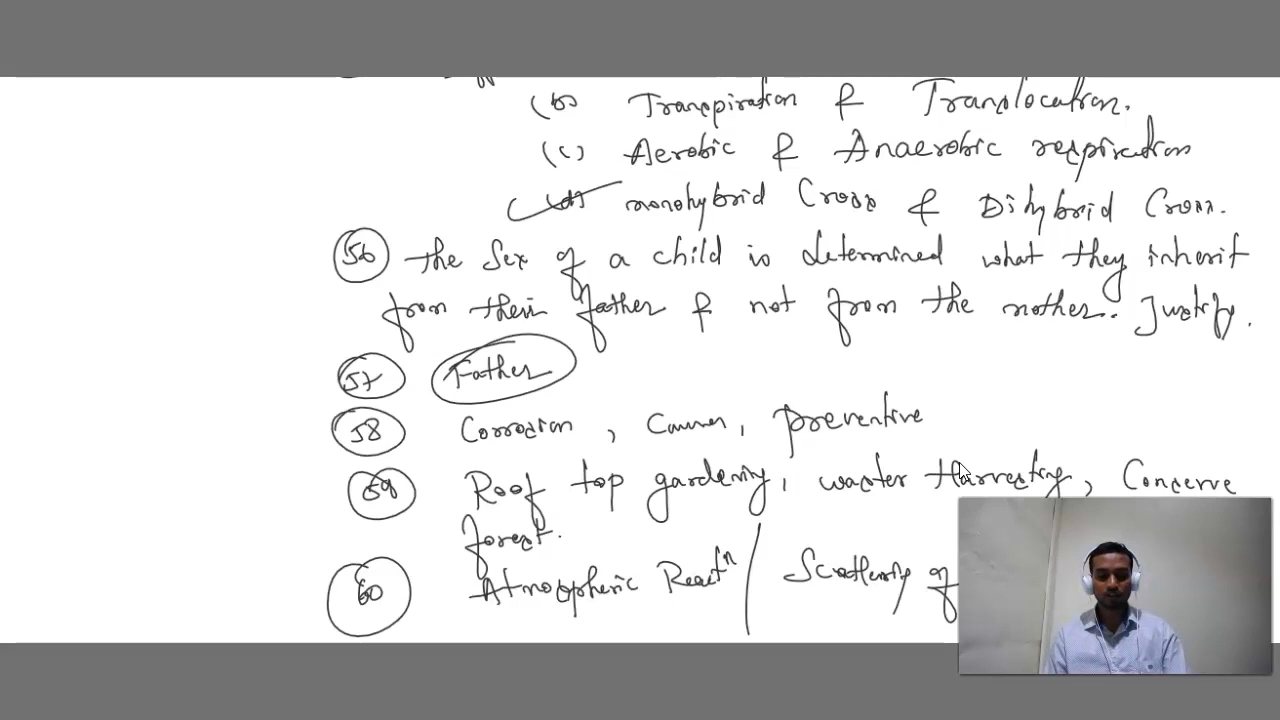 (b) Transpiration & Translocation.
(c) Aerobic & Anaerobic respiration
(d) monohybrid Cross & Dihybrid Cross.
56 the Sex of a child is determined what they inherit
from their father & not from the mother. Justify.
57 Father
58 Corrosion, Causes, preventive
59 Roof top gardening, water Harvesting, Conserve
forest.
60 Atmospheric Reactn / Scattering of